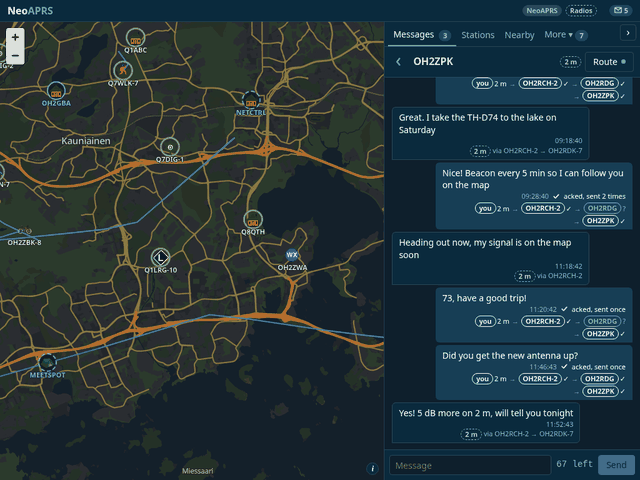 NeoAPRS
NeoAPRS
Radios
5
+
−
Q1ABC
Q7WLK-7
OH2GBA
NETCTRL
Kauniainen
Q7DIG-1
N-7
Q8QTH
OH2ZBK-8
WX
OH2ZWA
L
Q1LRG-10
MEETSPOT
Miessaari
i
Messages 3
Stations
Nearby
More ▾ 7
›
‹
OH2ZPK
2 m
Route
you 2 m → OH2RCH-2 ✓ → OH2RDG ✓
→ OH2ZPK ✓
Great. I take the TH-D74 to the lake on
Saturday
09:18:40
2 m via OH2RCH-2 → OH2RDK-7
Nice! Beacon every 5 min so I can follow you
on the map
09:28:40 ✓ acked, sent 2 times
you 2 m → OH2RCH-2 ✓ → OH2RDG ?
→ OH2ZPK ✓
Heading out now, my signal is on the map
soon
11:18:42
2 m via OH2RCH-2
73, have a good trip!
11:20:42 ✓ acked, sent once
you 2 m → OH2RCH-2 ✓ → OH2RDG ?
→ OH2ZPK ✓
Did you get the new antenna up?
11:46:43 ✓ acked, sent once
you 2 m → OH2RCH-2 ✓ → OH2RDG ✓
→ OH2ZPK ✓
Yes! 5 dB more on 2 m, will tell you tonight
11:52:43
2 m via OH2RCH-2 → OH2RDK-7
Message
67 left
Send